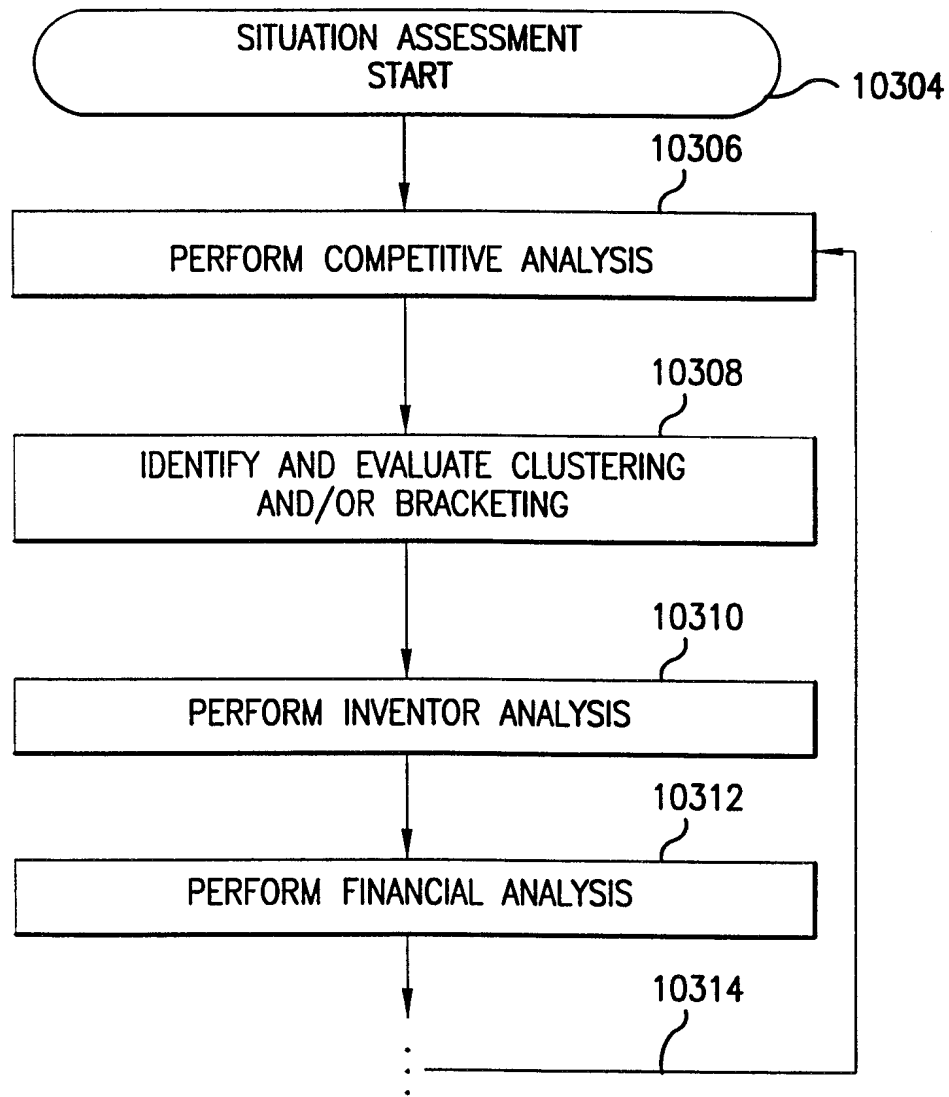 SITUATION ASSESSMENT
START
10304
10306
PERFORM COMPETITIVE ANALYSIS
10308
IDENTIFY AND EVALUATE CLUSTERING
AND/OR BRACKETING
10310
PERFORM INVENTOR ANALYSIS
10312
PERFORM FINANCIAL ANALYSIS
10314